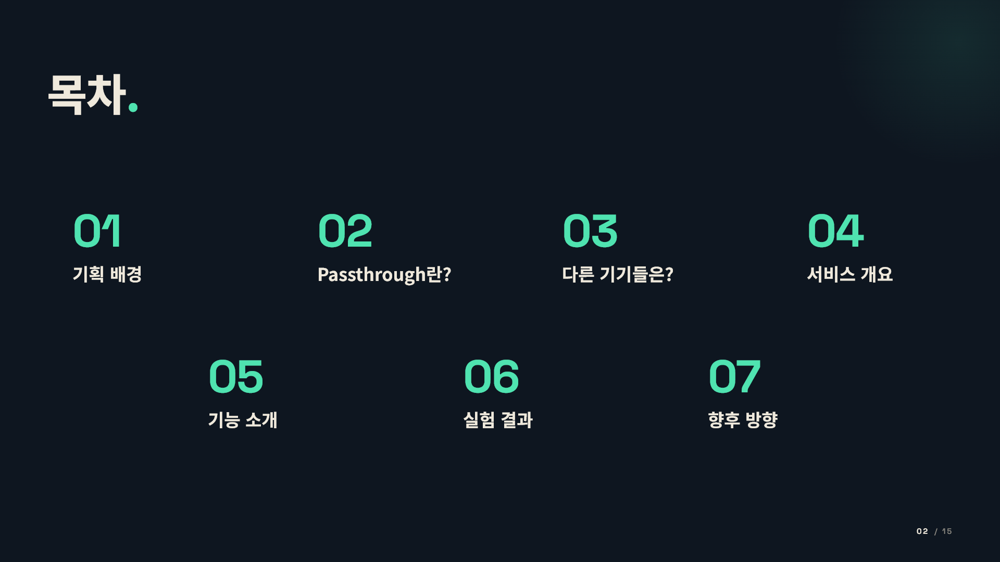 목차.
01
기획 배경
02
Passthrough란?
03
다른 기기들은?
04
서비스 개요
05
기능 소개
06
실험 결과
07
향후 방향
02 / 15